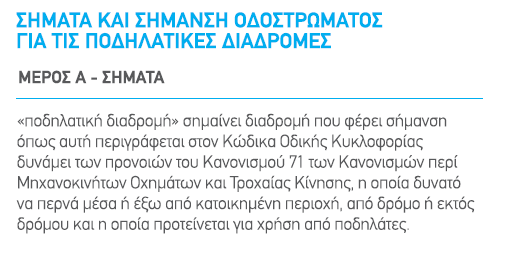 ΣΗΜΑΤΑ ΚΑΙ ΣΗΜΑΝΣΗ ΟΔΟΣΤΡΩΜΑΤΟΣ
ΓΙΑ ΤΙΣ ΠΟΔΗΛΑΤΙΚΕΣ ΔΙΑΔΡΟΜΕΣ
ΜΕΡΟΣ Α - ΣΗΜΑΤΑ
«ποδηλατική διαδρομή» σημαίνει διαδρομή που φέρει σήμανση
όπως αυτή περιγράφεται στον Κώδικα Οδικής Κυκλοφορίας
δυνάμει των προνοιών του Κανονισμού 71 των Κανονισμών περί
Μηχανοκινήτων Οχημάτων και Τροχαίας Κίνησης, η οποία δυνατό
να περνά μέσα ή έξω από κατοικημένη περιοχή, από δρόμο ή εκτός
δρόμου και η οποία προτείνεται για χρήση από ποδηλάτες.